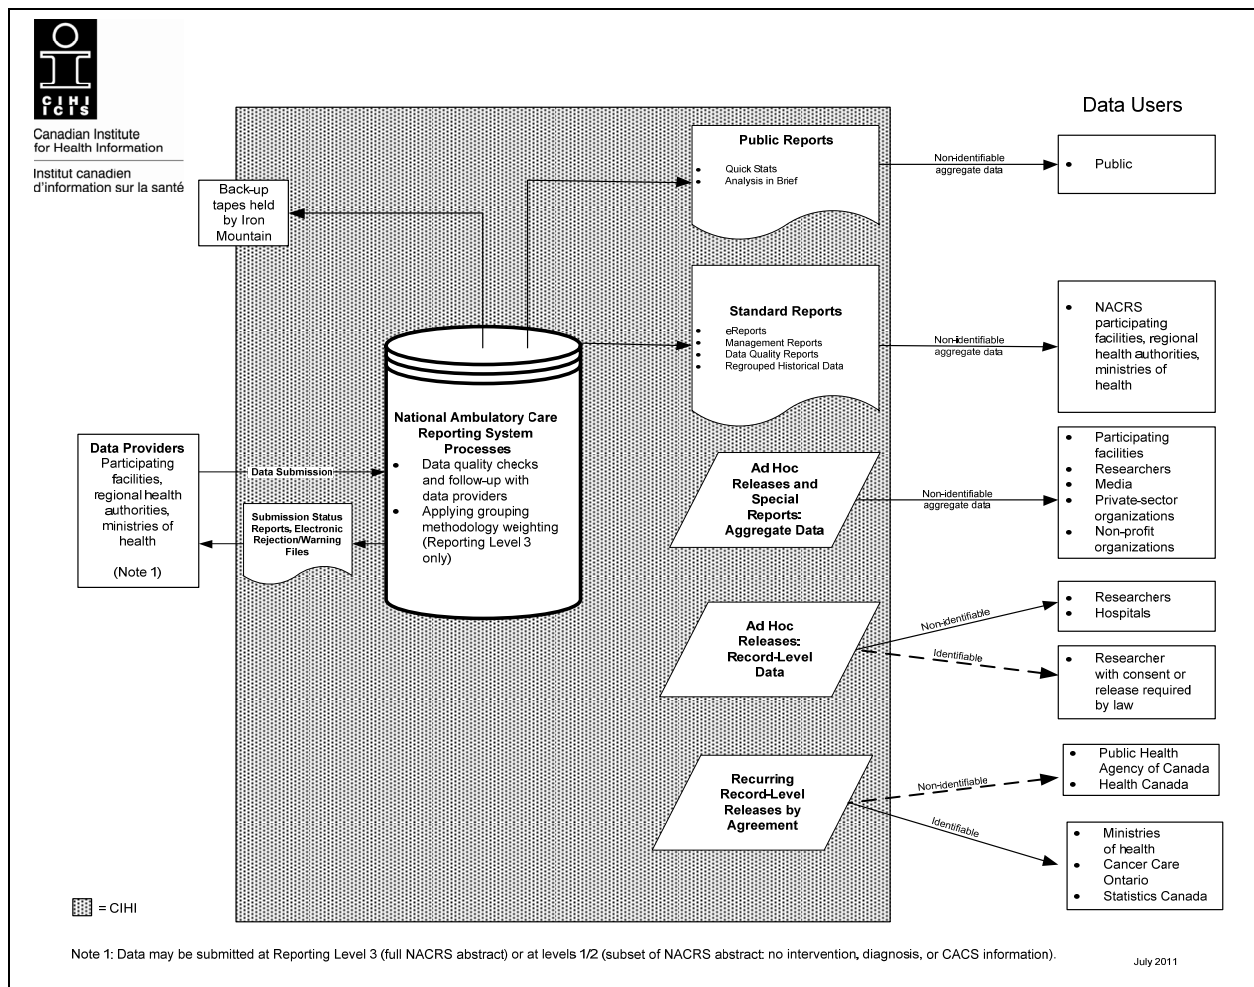 CIHI
ICIS
Canadian Institute
for Health Information
Institut canadien
d'information sur la santé
Data Users
Back-up
tapes held
by Iron
Mountain
Public Reports
• Quick Stats
• Analysis in Brief
Non-identifiable
aggregate data
• Public
Standard Reports
• eReports
• Management Reports
• Data Quality Reports
• Regrouped Historical Data
Non-identifiable
aggregate data
• NACRS
participating
facilities, regional
health authorities,
ministries of
health
National Ambulatory Care
Reporting System
Processes
• Data quality checks
and follow-up with
data providers
• Applying grouping
methodology weighting
(Reporting Level 3
only)
Data Providers
Participating
facilities,
regional health
authorities,
ministries of
health
(Note 1)
Data Submission
Submission Status
Reports, Electronic
Rejection/Warning
Files
Ad Hoc
Releases and
Special
Reports:
Aggregate Data
Non-identifiable
aggregate data
• Participating
facilities
• Researchers
• Media
• Private-sector
organizations
• Non-profit
organizations
Ad Hoc
Releases:
Record-Level
Data
Non-identifiable
• Researchers
• Hospitals
Identifiable
• Researcher
with consent or
release required
by law
Recurring
Record-Level
Releases by
Agreement
Non-identifiable
• Public Health
Agency of Canada
• Health Canada
Identifiable
• Ministries
of health
• Cancer Care
Ontario
• Statistics Canada
= CIHI
Note 1: Data may be submitted at Reporting Level 3 (full NACRS abstract) or at levels 1/2 (subset of NACRS abstract: no intervention, diagnosis, or CACS information).
July 2011